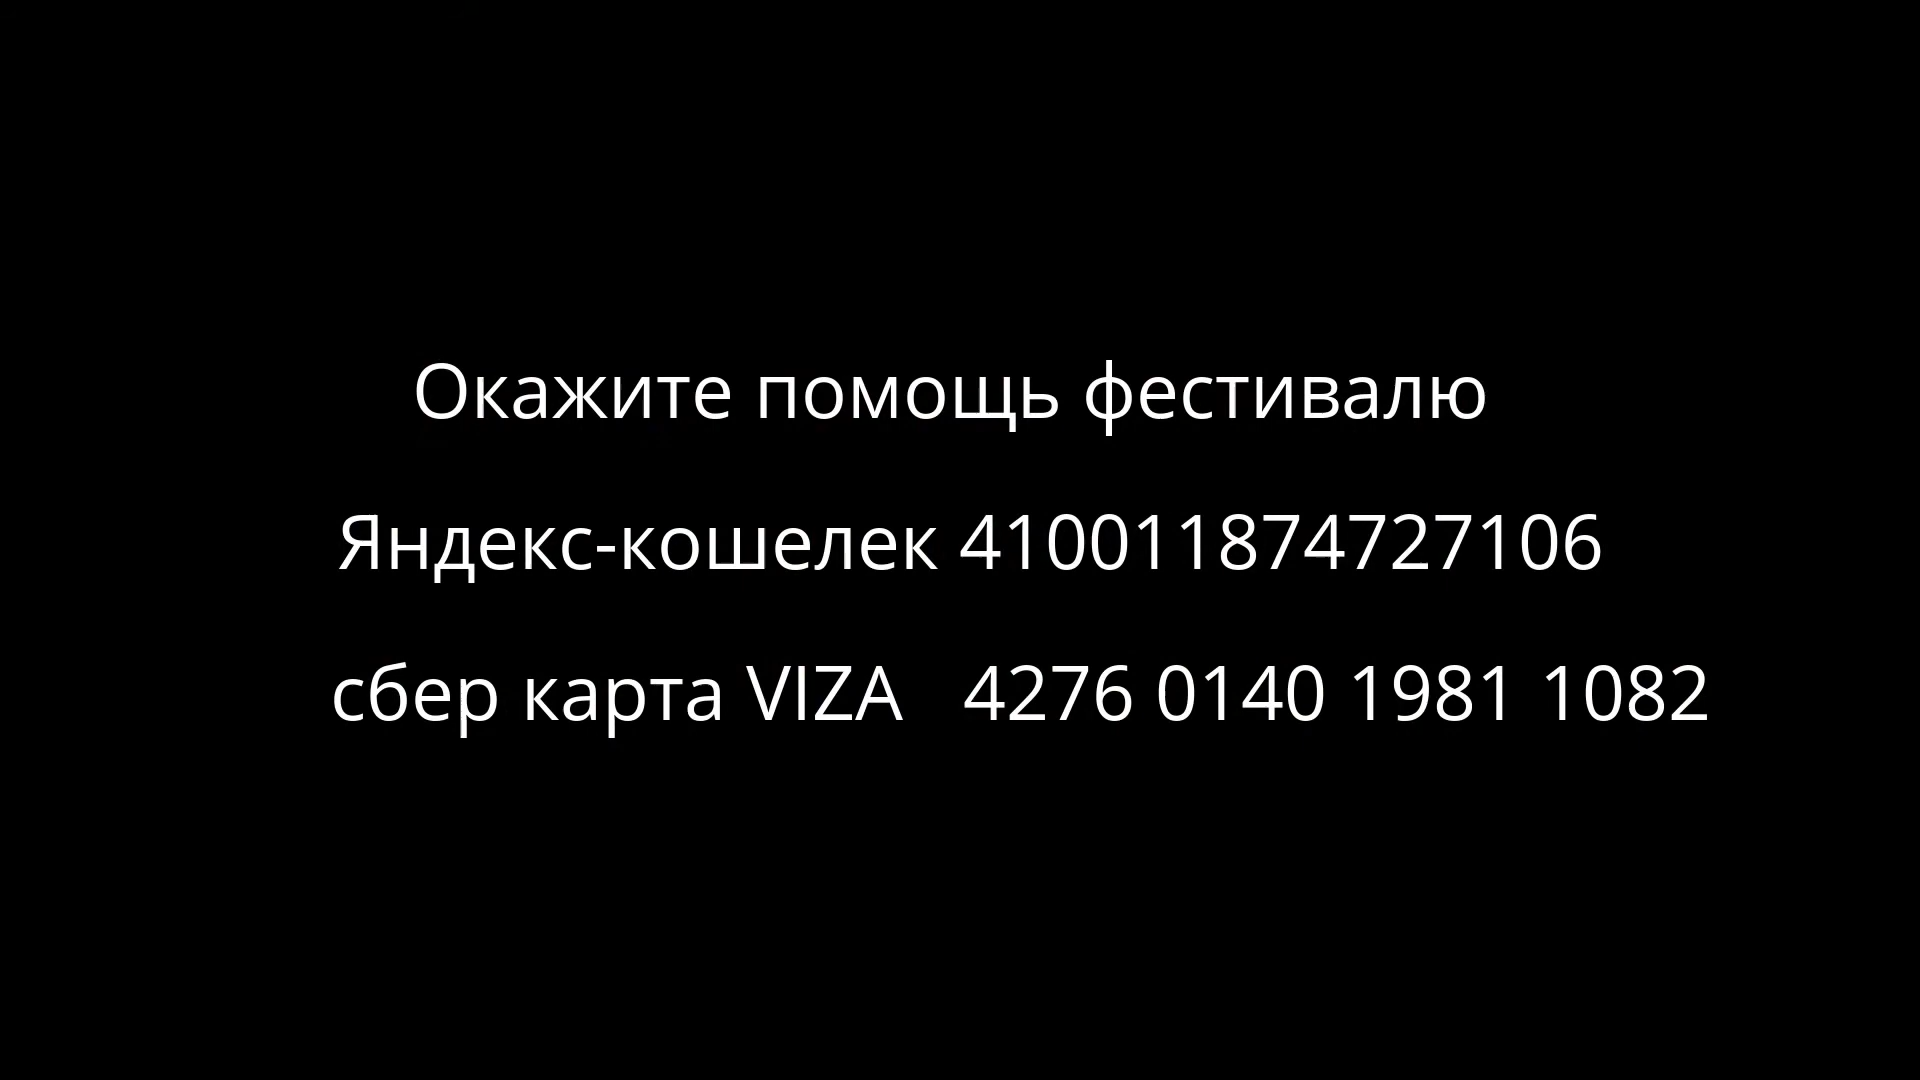 Окажите помощь фестивалю
Яндекс-кошелек 410011874727106
сбер карта VIZA 4276 0140 1981 1082